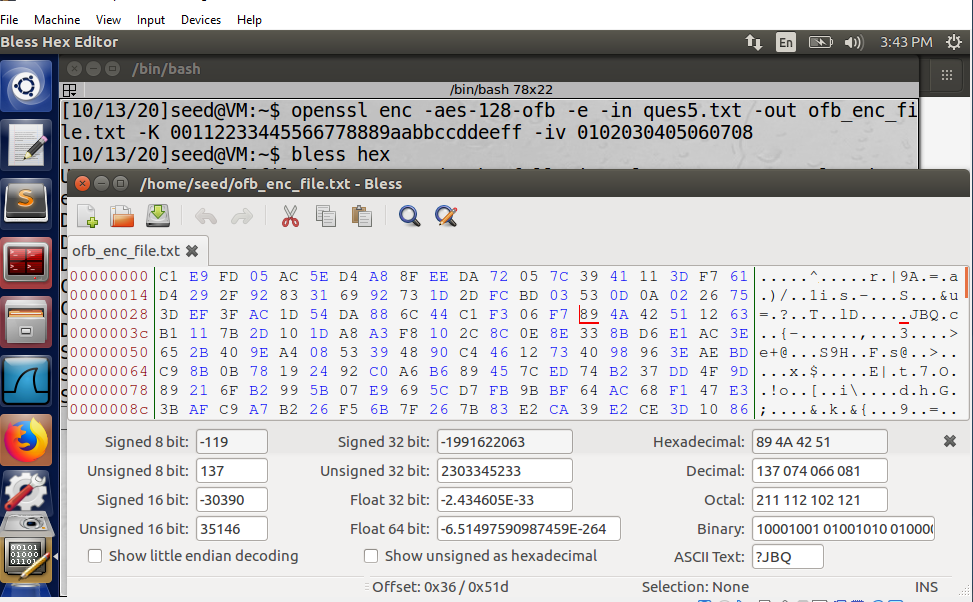 File Machine View Input Devices Help
Bless Hex Editor
En
3:43 PM
/bin/bash
/bin/bash 78x22
[10/13/20]seed@VM:~$ openssl enc -aes-128-ofb -e -in ques5.txt -out ofb_enc_fi
le.txt -K 00112233445566778889aabbccddeeff -iv 0102030405060708
[10/13/20]seed@VM:~$ bless hex
/home/seed/ofb_enc_file.txt - Bless
ofb_enc_file.txt
00000000 C1 E9 FD 05 AC 5E D4 A8 8F EE DA 72 05 7C 39 41 11 3D F7 61 .....^.....r.|9A.=.a
00000014 D4 29 2F 92 83 31 69 92 73 1D 2D FC BD 03 53 0D 0A 02 26 75 .)/..1i.s.-...S...&u
00000028 3D EF 3F AC 1D 54 DA 88 6C 44 C1 F3 06 F7 89 4A 42 51 12 63 =.?..T..lD.....JBQ.c
0000003c B1 11 7B 2D 10 1D A8 A3 F8 10 2C 8C 0E 8E 33 8B D6 E1 AC 3E ..{-......,...3....>
00000050 65 2B 40 9E A4 08 53 39 48 90 C4 46 12 73 40 98 96 3E AE BD e+@...S9H..F.s@..>..
00000064 C9 8B 0B 78 19 24 92 C0 A6 B6 89 45 7C ED 74 B2 37 DD 4F 9D ...x.$.....E|.t.7.O.
00000078 89 21 6F B2 99 5B 07 E9 69 5C D7 FB 9B BF 64 AC 68 F1 47 E3 .!o..[..i\....d.h.G.
0000008c 3B AF C9 A7 B2 26 F5 6B 7F 26 7B 83 E2 CA 39 E2 CE 3D 10 86 ;....&.k.&{...9..=..
Signed 8 bit: -119 Signed 32 bit: -1991622063 Hexadecimal: 89 4A 42 51
Unsigned 8 bit: 137 Unsigned 32 bit: 2303345233 Decimal: 137 074 066 081
Signed 16 bit: -30390 Float 32 bit: -2.434605E-33 Octal: 211 112 102 121
Unsigned 16 bit: 35146 Float 64 bit: -6.51497590987459E-264 Binary: 10001001 01001010 010000
Show little endian decoding Show unsigned as hexadecimal ASCII Text: ?JBQ
Offset: 0x36 / 0x51d Selection: None INS